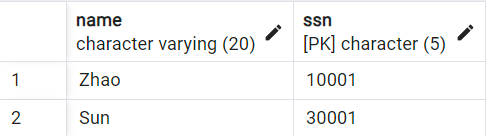 name ssn
character varying (20) [PK] character (5)
1 Zhao 10001
2 Sun 30001